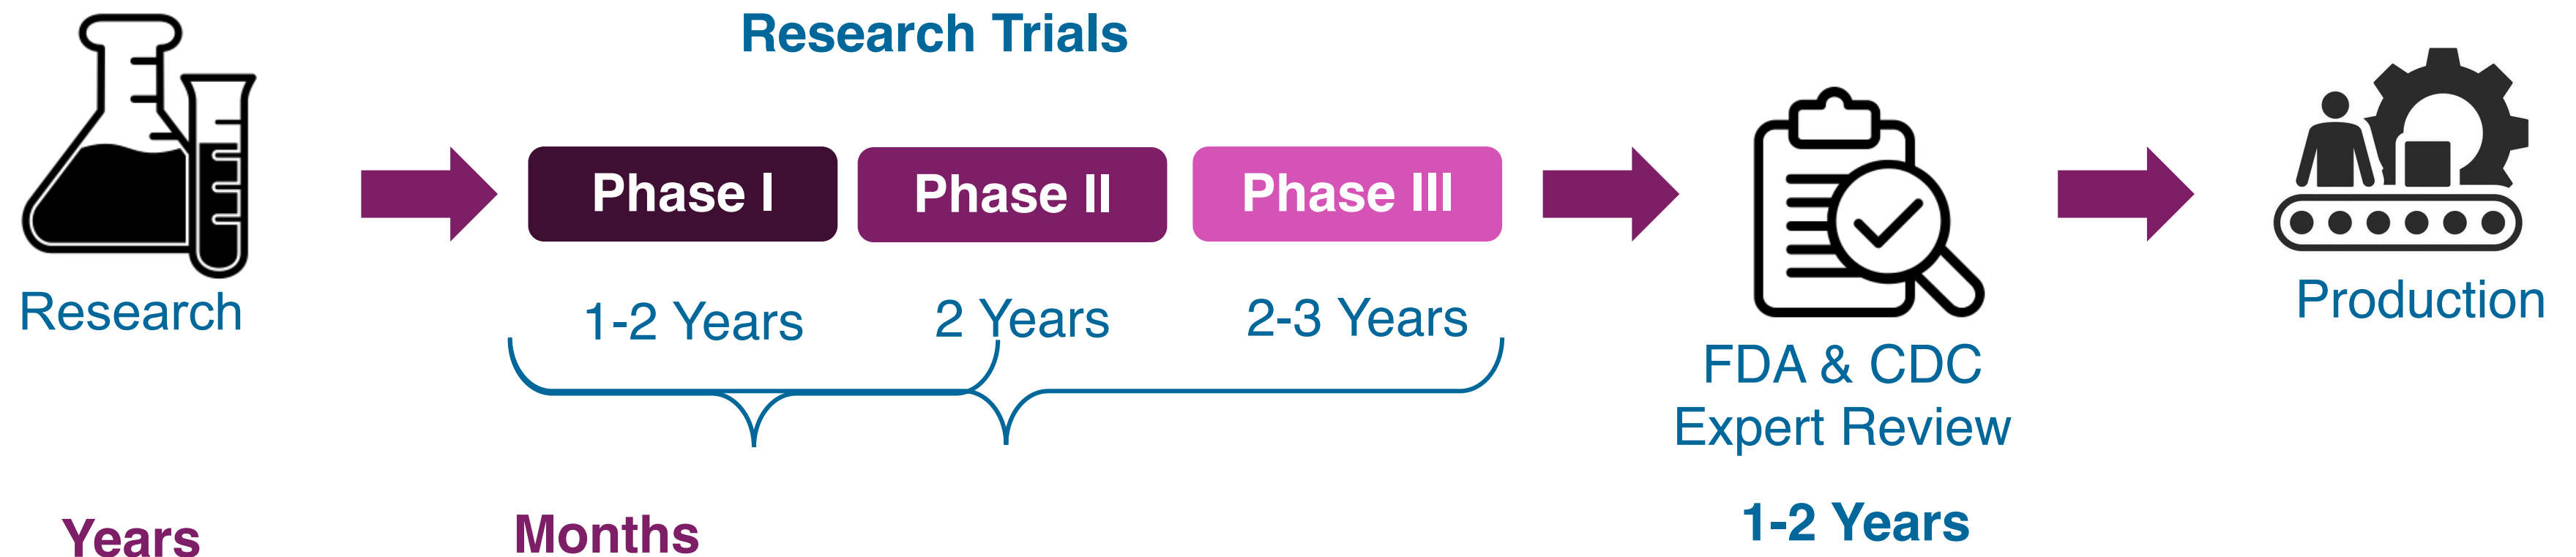 Research Trials
Phase I
Phase II
Phase III
Research
1-2 Years
2 Years
2-3 Years
FDA & CDC
Expert Review
Production
Years
Months
1-2 Years